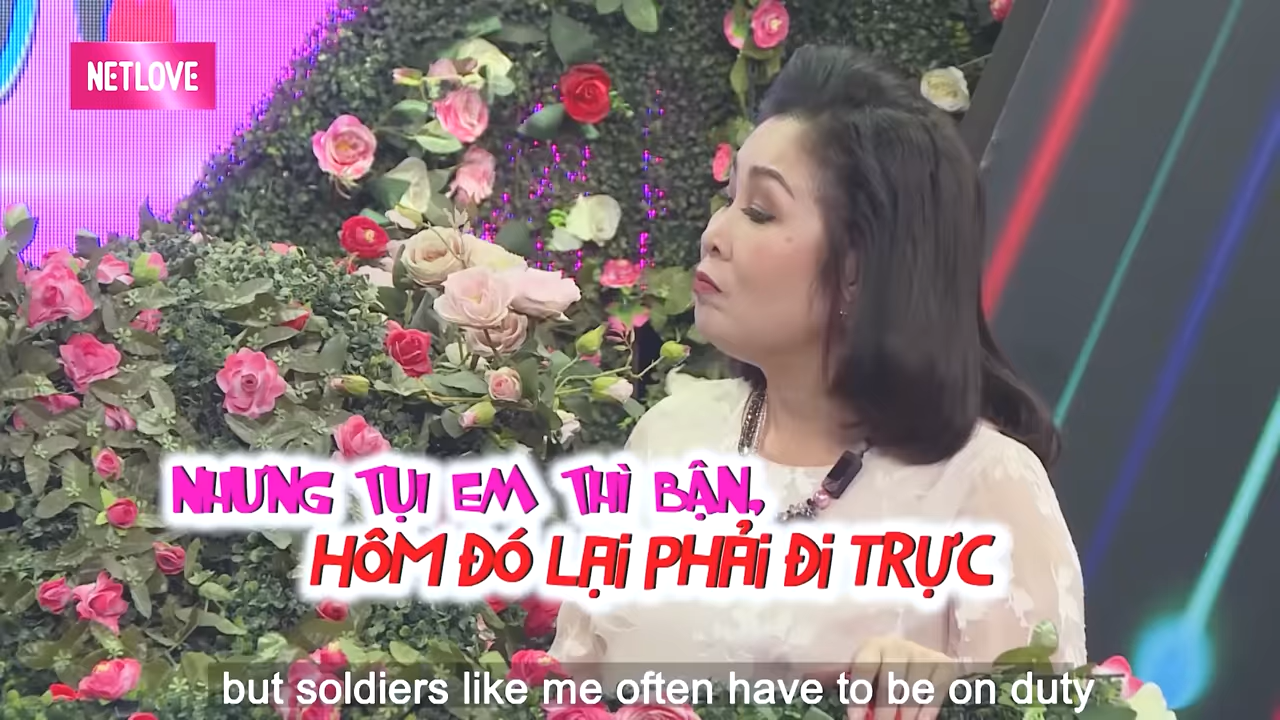 NETLOVE
NHƯNG TỤI EM THÌ BẬN,
HÔM ĐÓ LẠI PHẢI ĐI TRỰC
but soldiers like me often have to be on duty